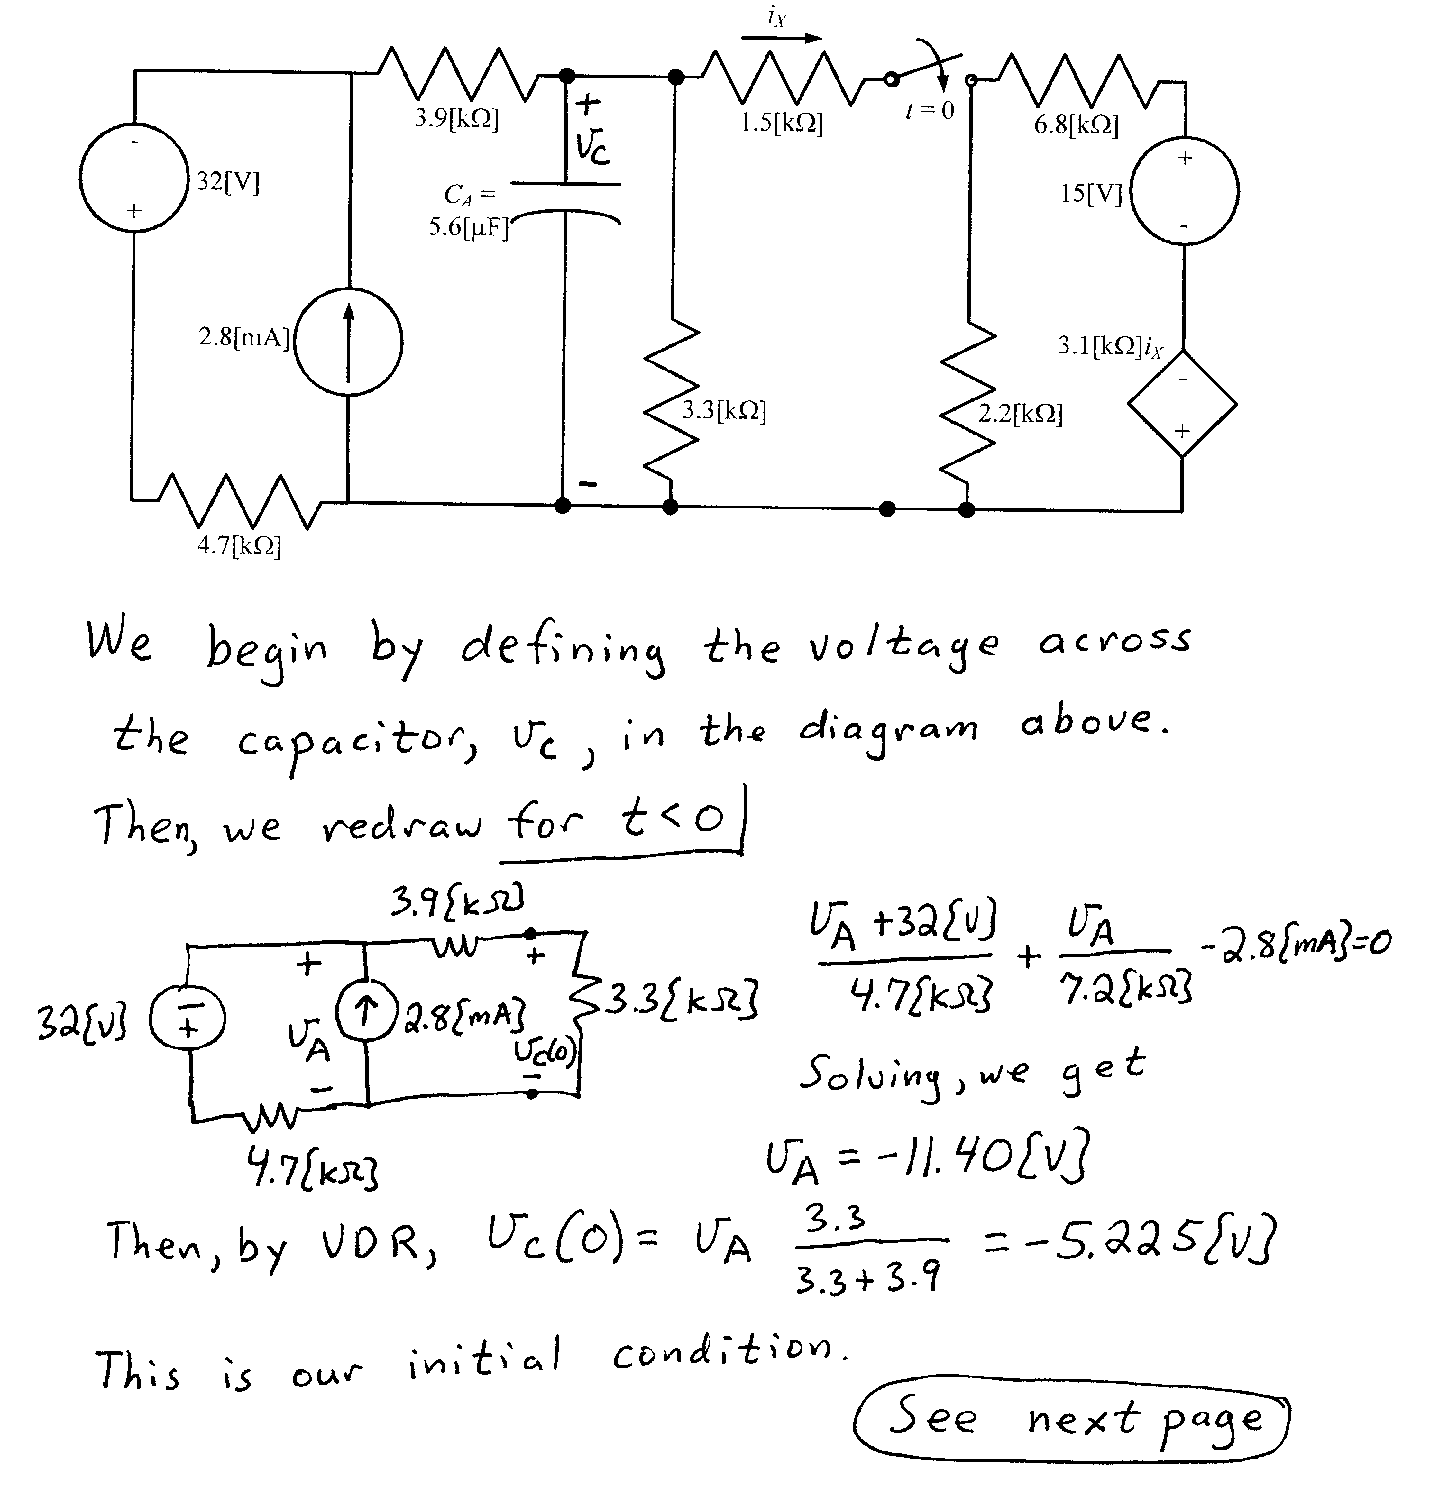 iX
3.9[kΩ]
1.5[kΩ]
t = 0
6.8[kΩ]
+
vC
-
+
32[V]
CA =
5.6[μF]
15[V]
+
-
2.8[mA]
3.1[kΩ]iX
-
+
3.3[kΩ]
2.2[kΩ]
-
4.7[kΩ]
We begin by defining the voltage across
the capacitor, vC, in the diagram above.
Then, we redraw for t<0
3.9[kΩ]
+ +
32[V] - + vA 2.8[mA] vC(0) 3.3[kΩ]
- -
4.7[kΩ]
vA +32[V] / 4.7[kΩ] + vA / 7.2[kΩ] -2.8[mA]=0
Solving, we get
vA = -11.40[V]
Then, by VDR, vC(0) = vA 3.3 / 3.3+3.9 = -5.225[V]
This is our initial condition.
See next page